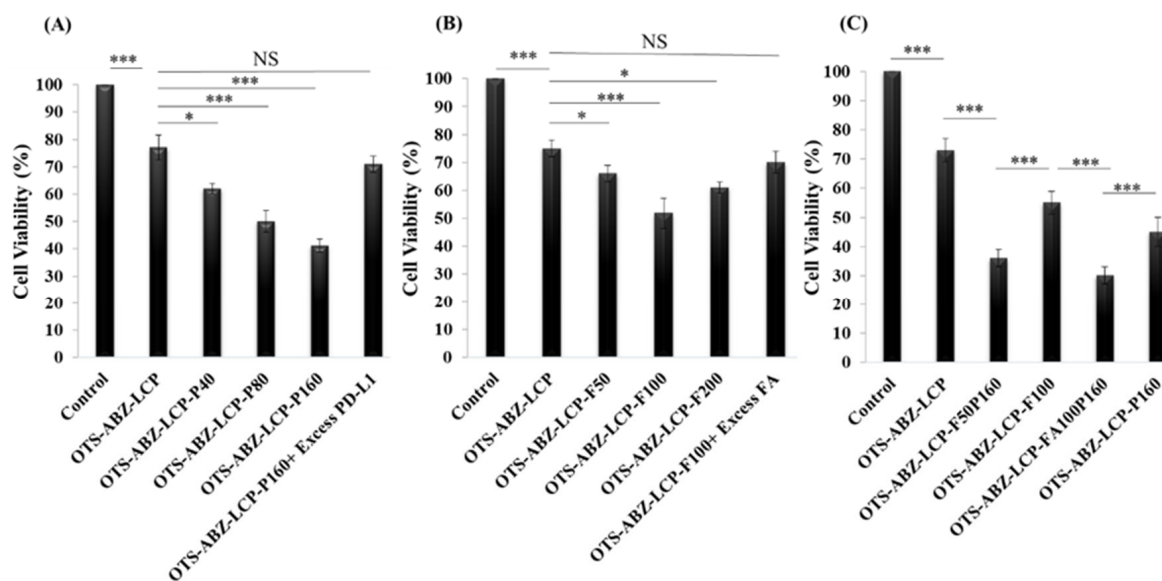 (A)
NS
***
***
***
*
100
90
80
70
60
50
40
30
20
10
0
Cell Viability (%)
Control
OTS-ABZ-LCP
OTS-ABZ-LCP-P40
OTS-ABZ-LCP-P80
OTS-ABZ-LCP-P160
OTS-ABZ-LCP-P160+ Excess PD-L1
(B)
NS
***
*
***
*
100
90
80
70
60
50
40
30
20
10
0
Cell Viability (%)
Control
OTS-ABZ-LCP
OTS-ABZ-LCP-F50
OTS-ABZ-LCP-F100
OTS-ABZ-LCP-F200
OTS-ABZ-LCP-F100+ Excess FA
(C)
***
***
***
***
***
100
90
80
70
60
50
40
30
20
10
0
Cell Viability (%)
Control
OTS-ABZ-LCP
OTS-ABZ-LCP-F50P160
OTS-ABZ-LCP-F100
OTS-ABZ-LCP-FA100P160
OTS-ABZ-LCP-P160